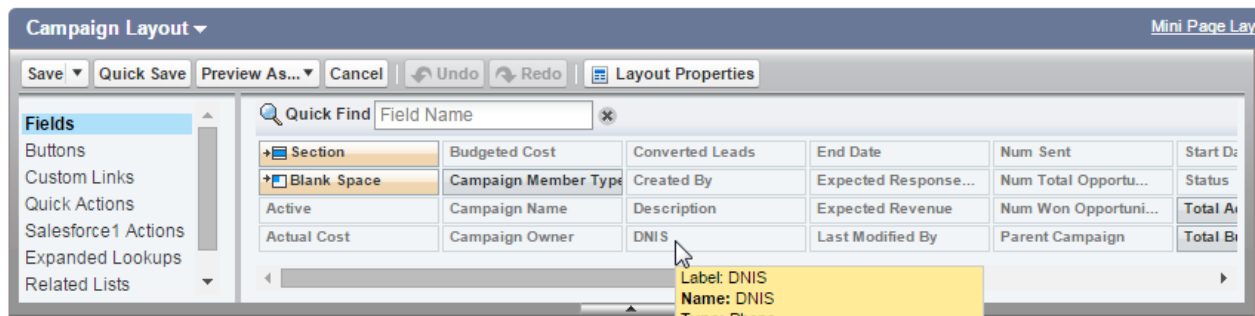 Campaign Layout
Mini Page Lay
Save Quick Save Preview As... Cancel Undo Redo Layout Properties
Fields
Buttons
Custom Links
Quick Actions
Salesforce1 Actions
Expanded Lookups
Related Lists
Quick Find Field Name
Section Budgeted Cost Converted Leads End Date Num Sent Start Da
Blank Space Campaign Member Type Created By Expected Response... Num Total Opportu... Status
Active Campaign Name Description Expected Revenue Num Won Opportuni... Total A
Actual Cost Campaign Owner DNIS Last Modified By Parent Campaign Total B
Label: DNIS
Name: DNIS